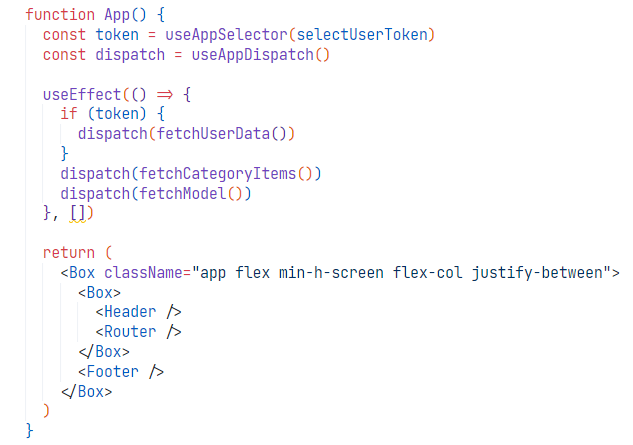 function App() {
  const token = useAppSelector(selectUserToken)
  const dispatch = useAppDispatch()

  useEffect(() => {
    if (token) {
      dispatch(fetchUserData())
    }
    dispatch(fetchCategoryItems())
    dispatch(fetchModel())
  }, [])

  return (
    <Box className="app flex min-h-screen flex-col justify-between">
      <Box>
        <Header />
        <Router />
      </Box>
      <Footer />
    </Box>
  )
}